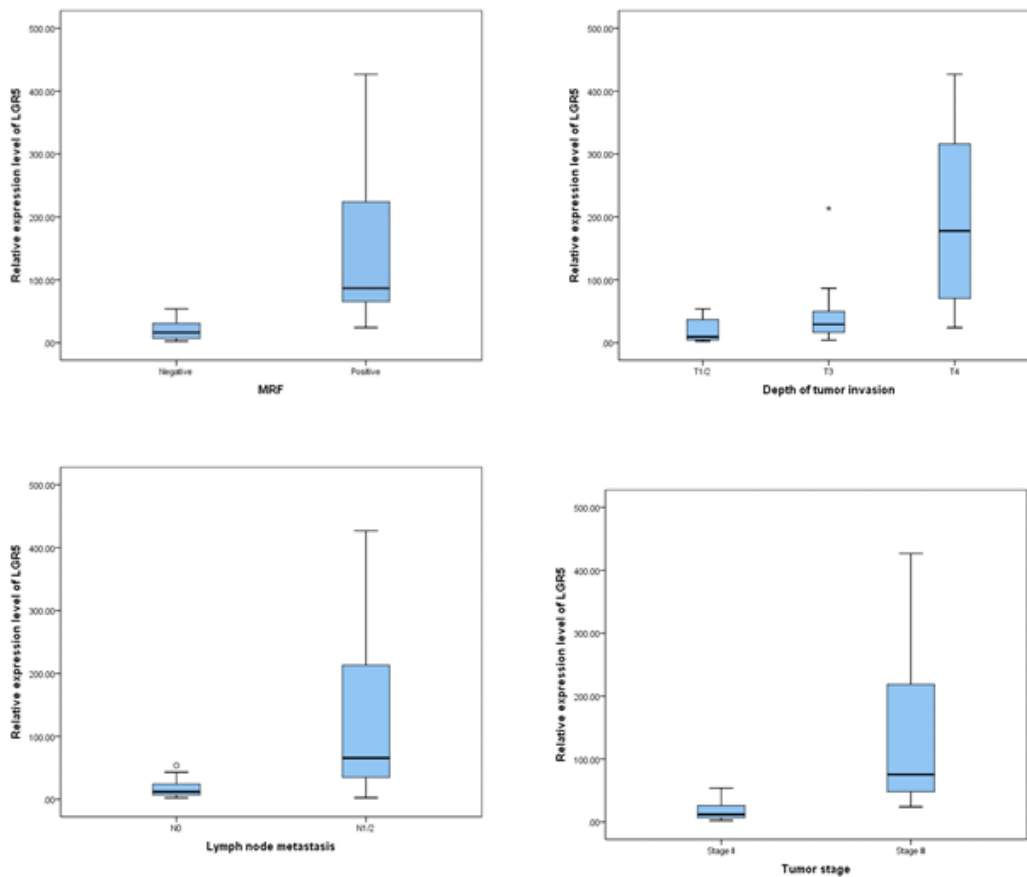 Relative expression level of LGR5
500.00
400.00
300.00
200.00
100.00
.00
Negative
Positive
MRF
Relative expression level of LGR5
500.00
400.00
300.00
200.00
100.00
.00
*
T1/2
T3
T4
Depth of tumor invasion
Relative expression level of LGR5
500.00
400.00
300.00
200.00
100.00
.00
N0
N1/2
Lymph node metastasis
Relative expression level of LGR5
500.00
400.00
300.00
200.00
100.00
.00
Stage II
Stage III
Tumor stage